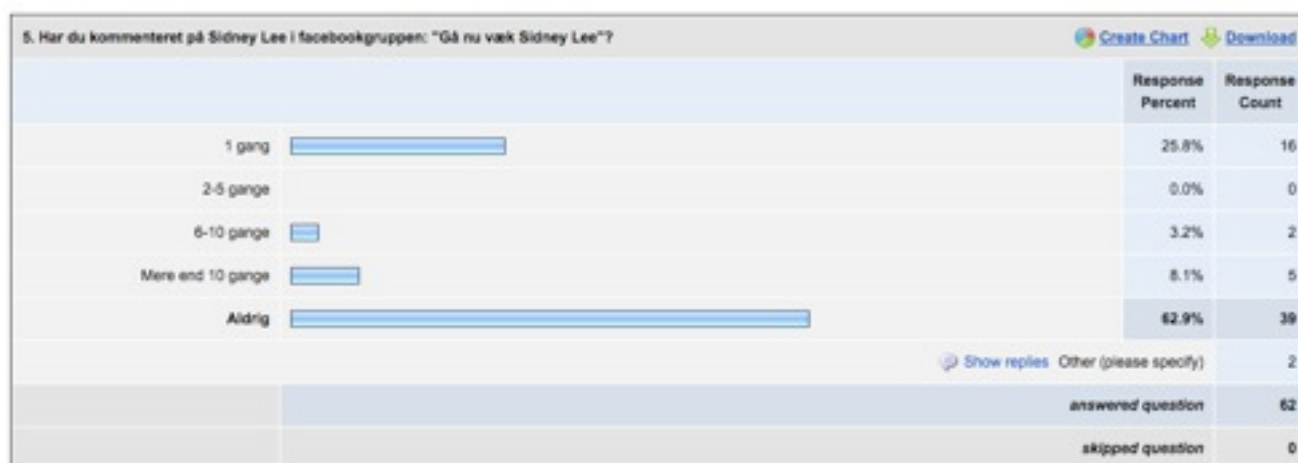 5. Har du kommenteret på Sidney Lee i facebookgruppen: "Gå nu væk Sidney Lee"? Create Chart Download
Response Percent Response Count
1 gang 25.8% 16
2-5 gange 0.0% 0
6-10 gange 3.2% 2
Mere end 10 gange 8.1% 5
Aldrig 62.9% 39
Show replies Other (please specify) 2
answered question 62
skipped question 0